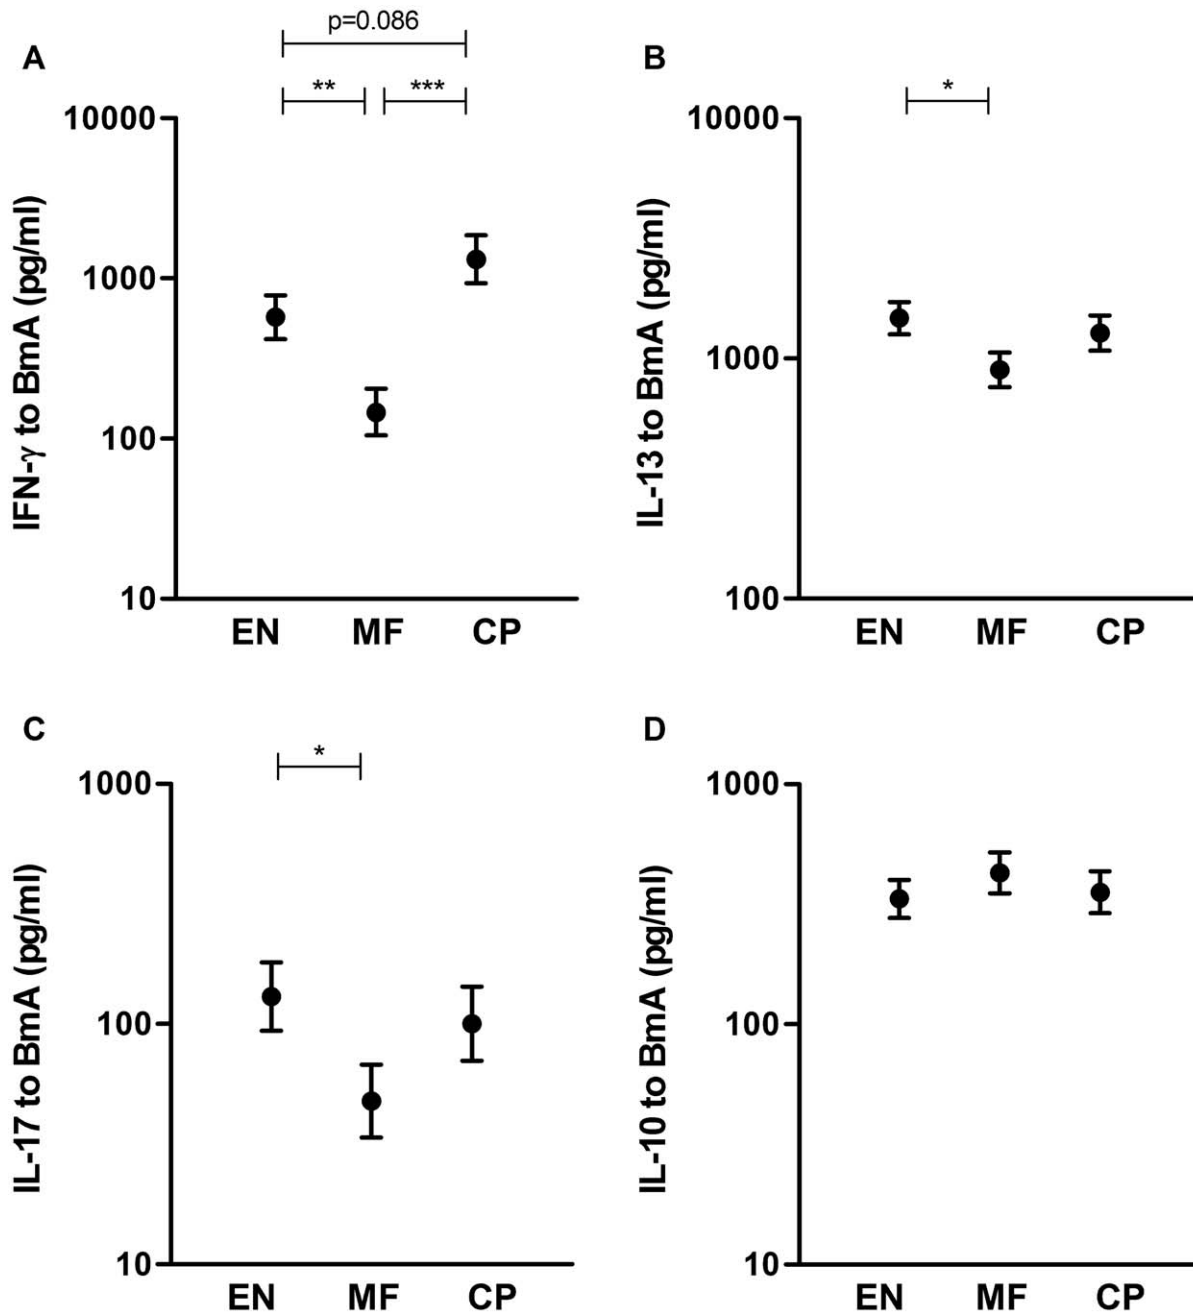 A
p=0.086
** ***
IFN-γ to BmA (pg/ml)
10000
1000
100
10
EN MF CP
B
*
IL-13 to BmA (pg/ml)
10000
1000
100
EN MF CP
C
*
IL-17 to BmA (pg/ml)
1000
100
10
EN MF CP
D
IL-10 to BmA (pg/ml)
1000
100
10
EN MF CP